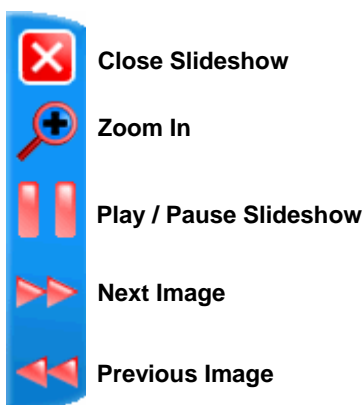 Close Slideshow
Zoom In
Play / Pause Slideshow
Next Image
Previous Image